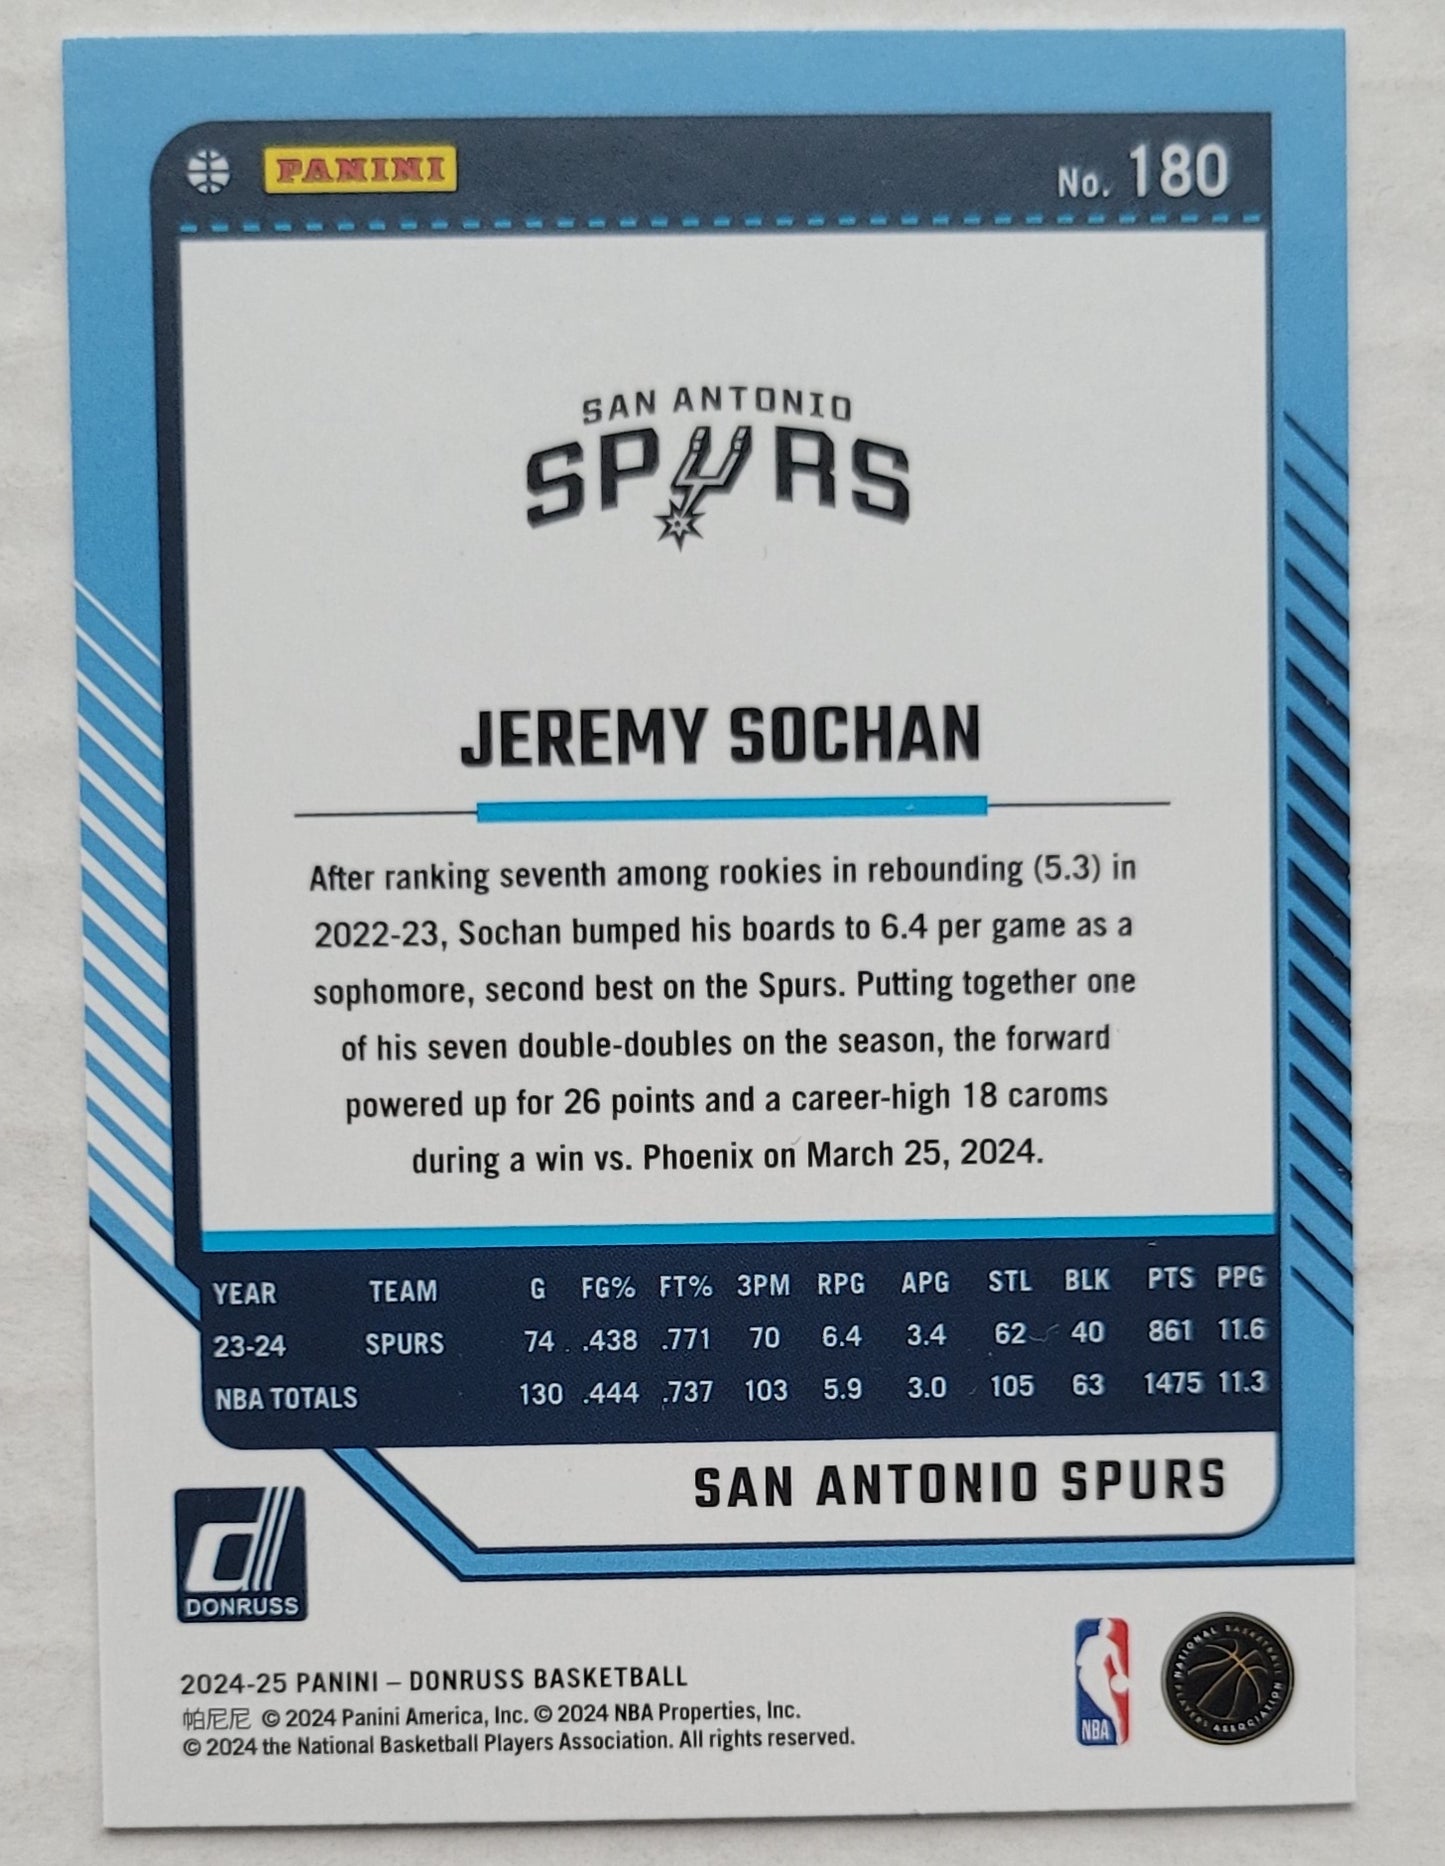 PANINI
No. 180
SAN ANTONIO
SPURS
JEREMY SOCHAN
After ranking seventh among rookies in rebounding (5.3) in
2022-23, Sochan bumped his boards to 6.4 per game as a
sophomore, second best on the Spurs. Putting together one
of his seven double-doubles on the season, the forward
powered up for 26 points and a career-high 18 caroms
during a win vs. Phoenix on March 25, 2024.
YEAR TEAM G FG% FT% 3PM RPG APG STL BLK PTS PPG
23-24 SPURS 74 .438 .771 70 6.4 3.4 62 40 861 11.6
NBA TOTALS 130 .444 .737 103 5.9 3.0 105 63 1475 11.3
SAN ANTONIO SPURS
d
DONRUSS
2024-25 PANINI – DONRUSS BASKETBALL
帕尼尼 © 2024 Panini America, Inc. © 2024 NBA Properties, Inc.
© 2024 the National Basketball Players Association. All rights reserved.
NBA
NATIONAL BASKETBALL
PLAYERS ASSOCIATION